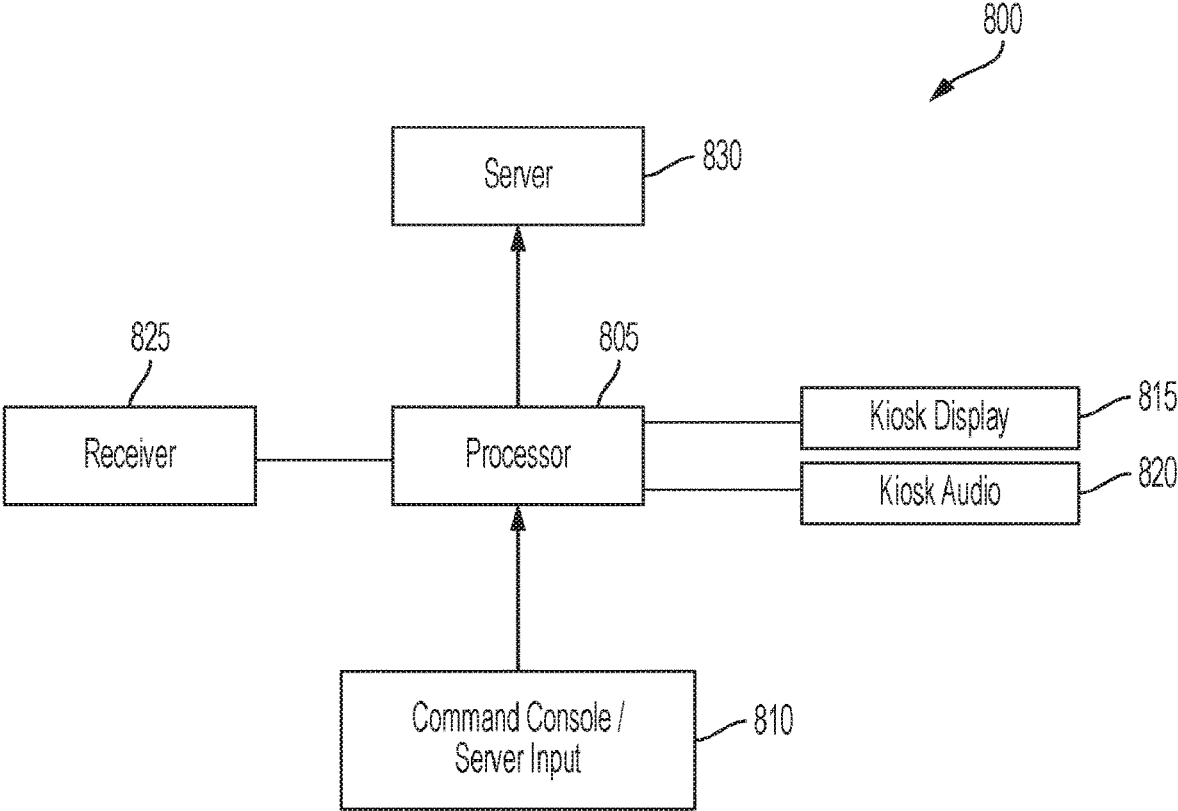 800
Server
830
825
805
Receiver
Processor
Kiosk Display
815
Kiosk Audio
820
Command Console /
Server Input
810